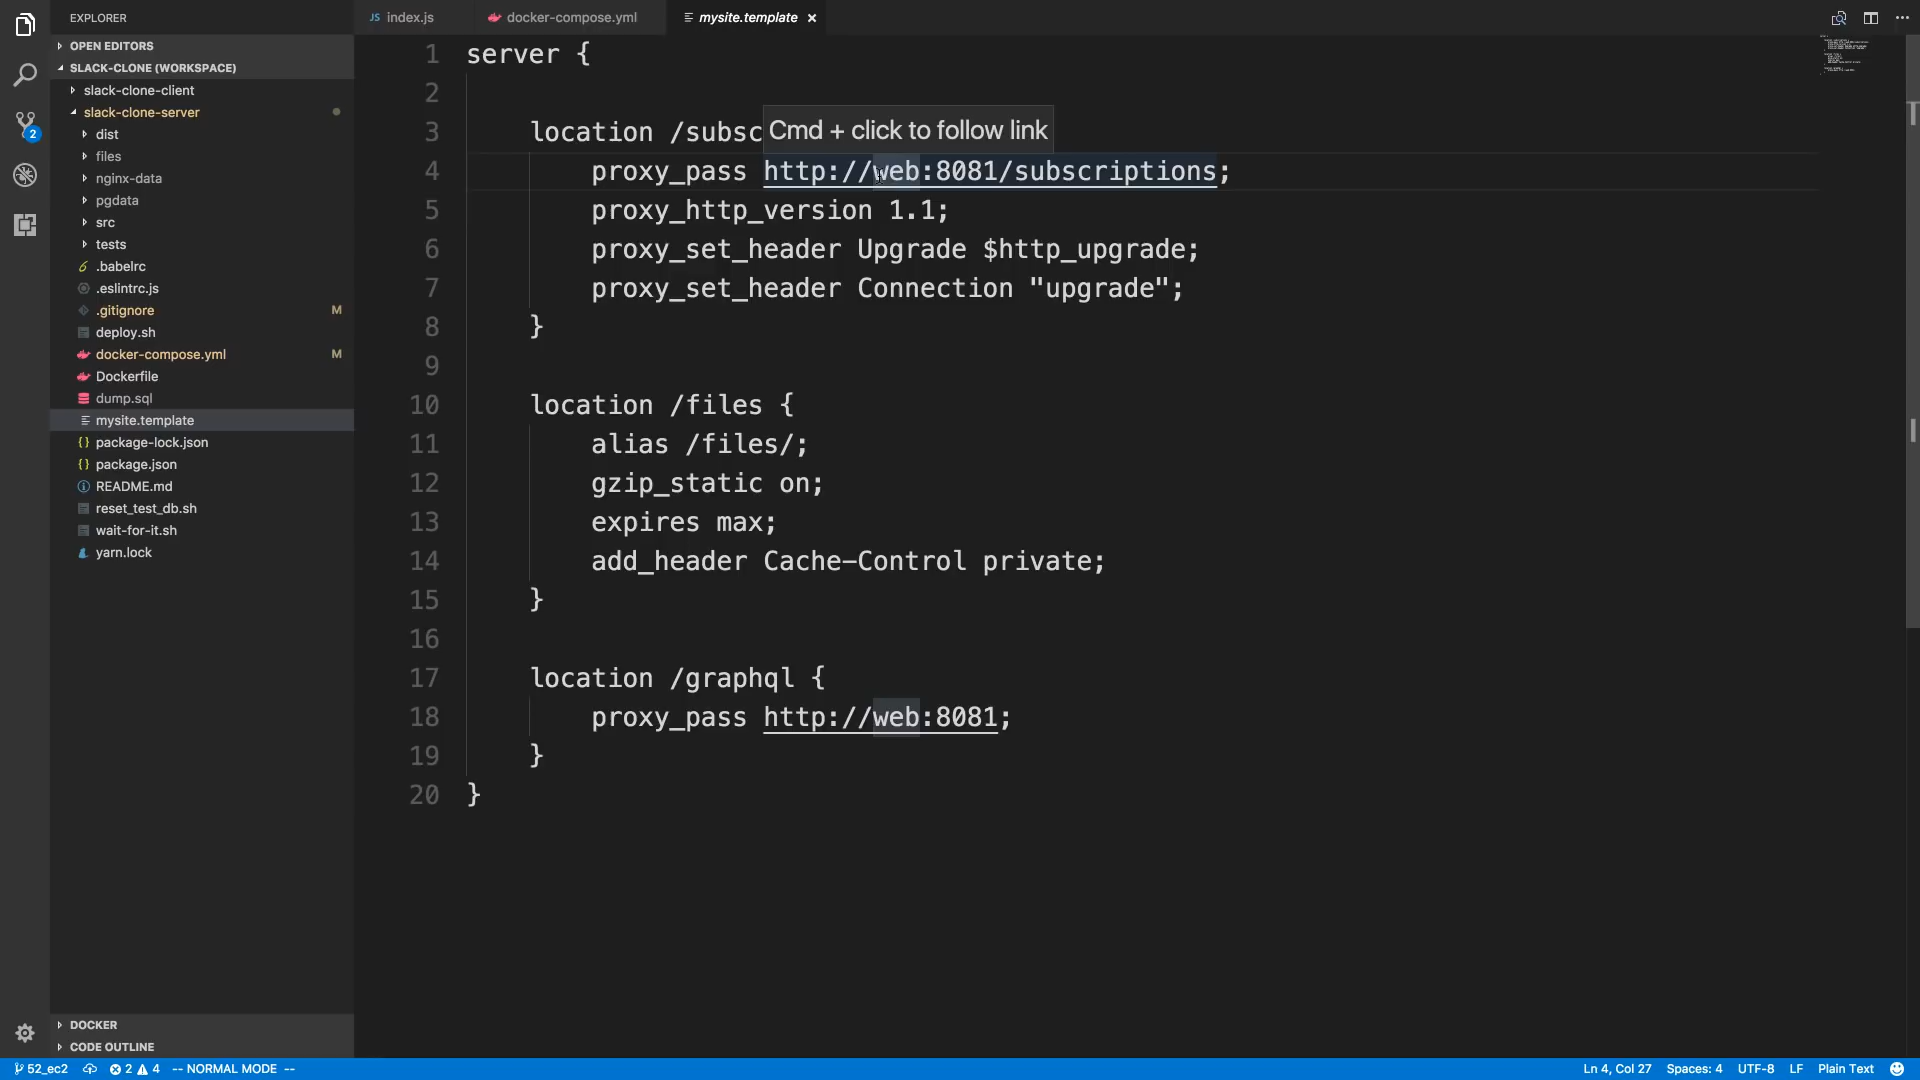 EXPLORER
OPEN EDITORS
SLACK-CLONE (WORKSPACE)
slack-clone-client
slack-clone-server
dist
files
nginx-data
pgdata
src
tests
.babelrc
.eslintrc.js
.gitignore M
deploy.sh
docker-compose.yml M
Dockerfile
dump.sql
mysite.template
package-lock.json
package.json
README.md
reset_test_db.sh
wait-for-it.sh
yarn.lock
DOCKER
CODE OUTLINE
2
JS index.js docker-compose.yml mysite.template ×
1 server {
2
Cmd + click to follow link
3 location /subsc
4 proxy_pass http://web:8081/subscriptions;
5 proxy_http_version 1.1;
6 proxy_set_header Upgrade $http_upgrade;
7 proxy_set_header Connection "upgrade";
8 }
9
10 location /files {
11 alias /files/;
12 gzip_static on;
13 expires max;
14 add_header Cache-Control private;
15 }
16
17 location /graphql {
18 proxy_pass http://web:8081;
19 }
20 }
52_ec2 2 4 -- NORMAL MODE -- Ln 4, Col 27 Spaces: 4 UTF-8 LF Plain Text